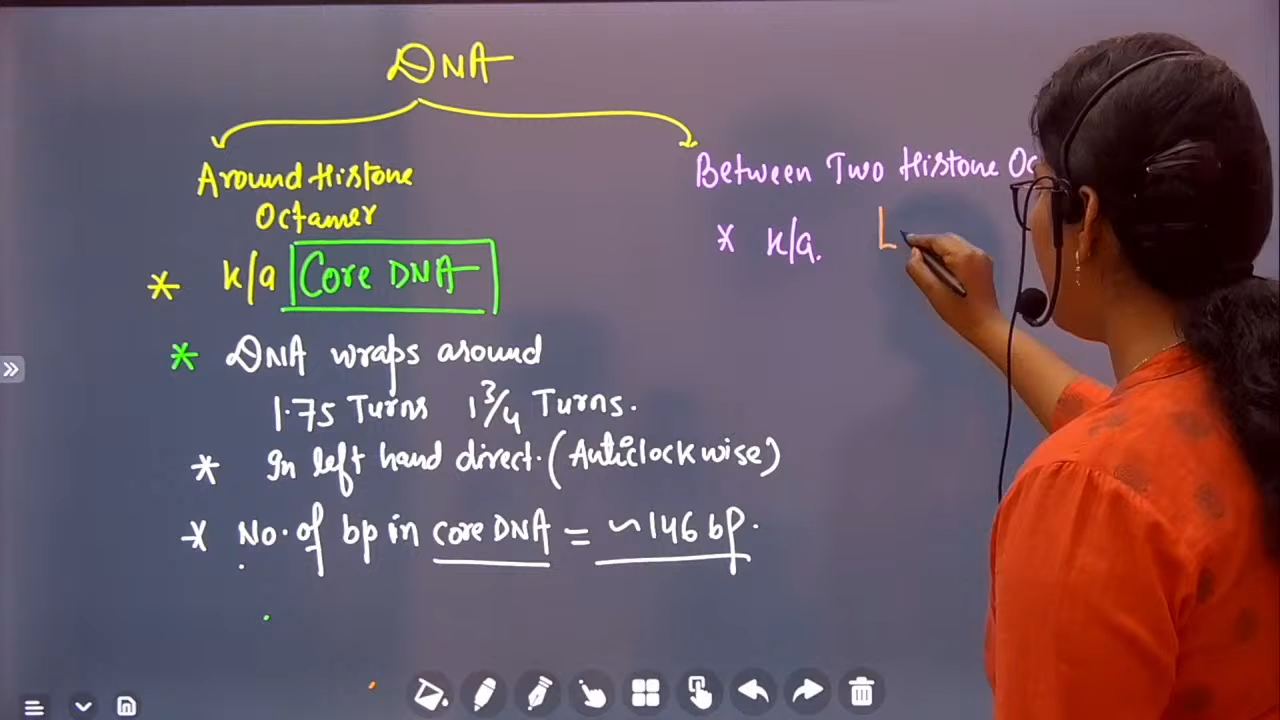 DNA
Around Histone
Octamer
* k/a Core DNA
* DNA wraps around
1.75 Turns 1 3/4 Turns.
* In left hand direct. (Anticlockwise)
* No. of bp in core DNA = ~146 bp.
Between Two Histone Oc
* k/a. L